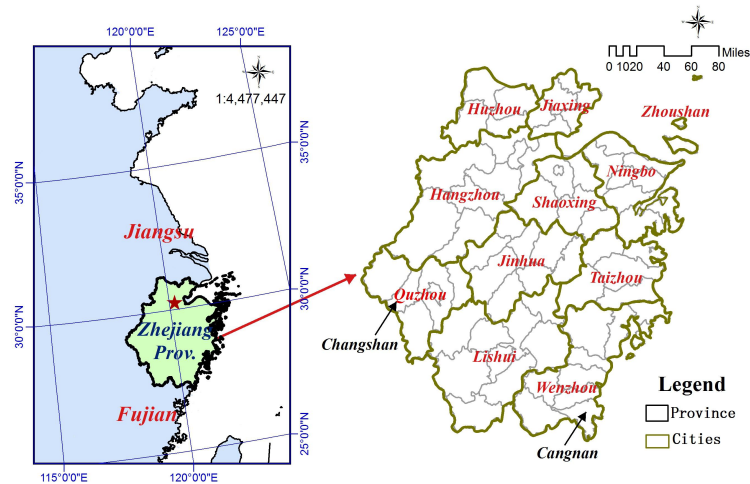 120°0'0"E
125°0'0"E
1:4,477,447
35°0'0"N
35°0'0"N
Jiangsu
30°0'0"N
30°0'0"N
Zhejiang
Prov.
Fujian
25°0'0"N
115°0'0"E
120°0'0"E
Miles
0 1020 40 60 80
Huzhou
Jiaxing
Zhoushan
Ningbo
Hangzhou
Shaoxing
Jinhua
Taizhou
Quzhou
Changshan
Lishui
Wenzhou
Cangnan
Legend
Province
Cities